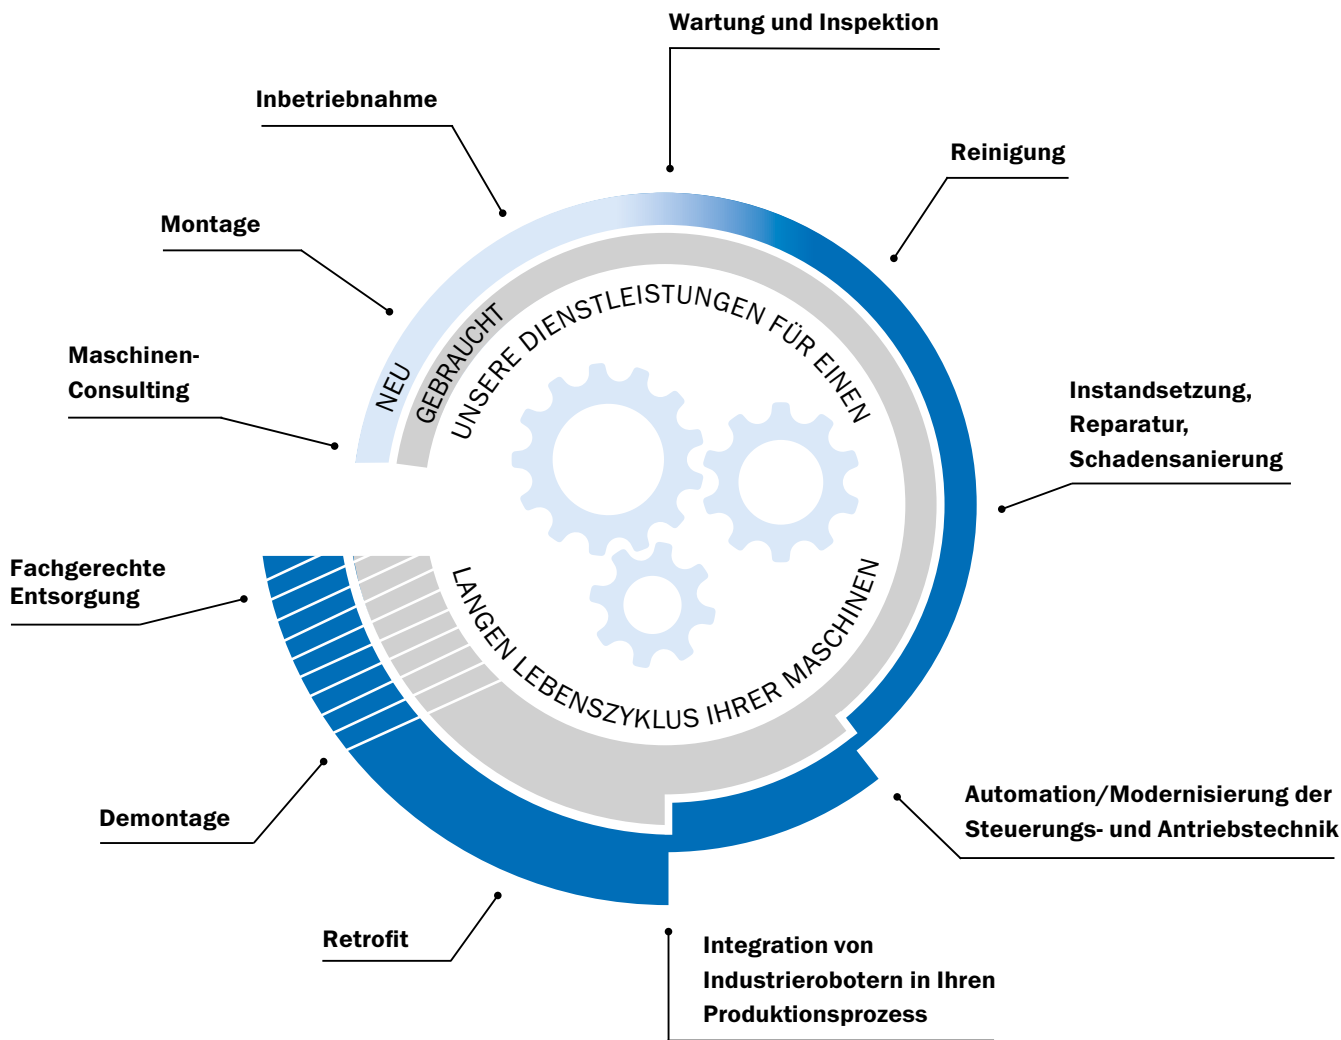 Wartung und Inspektion
Inbetriebnahme
Reinigung
Montage
Maschinen-
Consulting
NEU
GEBRAUCHT
UNSERE DIENSTLEISTUNGEN FÜR EINEN
LANGEN LEBENSZYKLUS IHRER MASCHINEN
Instandsetzung,
Reparatur,
Schadensanierung
Fachgerechte
Entsorgung
Demontage
Automation/Modernisierung der
Steuerungs- und Antriebstechnik
Retrofit
Integration von
Industrierobotern in Ihren
Produktionsprozess